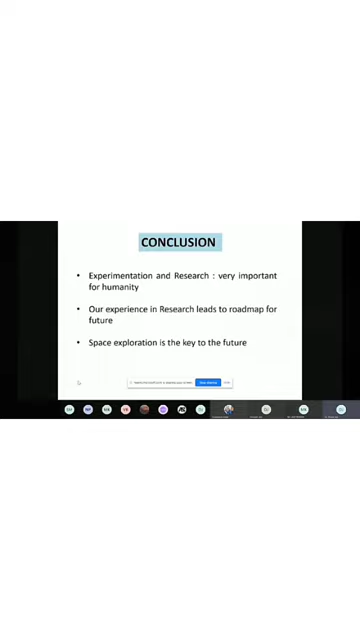 CONCLUSION
• Experimentation and Research : very important
for humanity
• Our experience in Research leads to roadmap for
future
• Space exploration is the key to the future